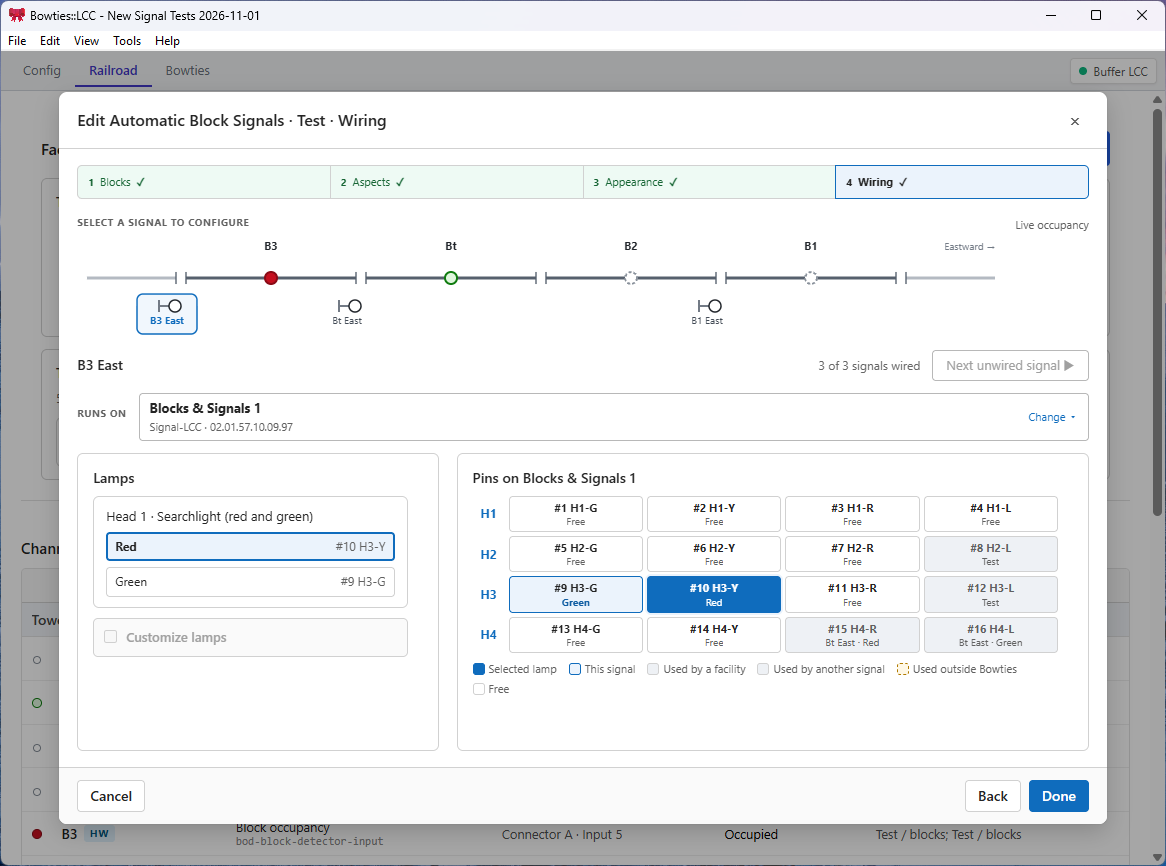 Bowties::LCC - New Signal Tests 2026-11-01
File Edit View Tools Help
Config Railroad Bowties
Buffer LCC
Edit Automatic Block Signals · Test · Wiring
×
1 Blocks ✓
2 Aspects ✓
3 Appearance ✓
4 Wiring ✓
SELECT A SIGNAL TO CONFIGURE
Live occupancy
B3 Bt B2 B1
Eastward →
B3 East
Bt East
B1 East
B3 East
3 of 3 signals wired
Next unwired signal ▶
RUNS ON
Blocks & Signals 1
Signal-LCC · 02.01.57.10.09.97
Change
Lamps
Head 1 · Searchlight (red and green)
Red #10 H3-Y
Green #9 H3-G
Customize lamps
Pins on Blocks & Signals 1
H1
#1 H1-G
Free
#2 H1-Y
Free
#3 H1-R
Free
#4 H1-L
Free
H2
#5 H2-G
Free
#6 H2-Y
Free
#7 H2-R
Free
#8 H2-L
Test
H3
#9 H3-G
Green
#10 H3-Y
Red
#11 H3-R
Free
#12 H3-L
Test
H4
#13 H4-G
Free
#14 H4-Y
Free
#15 H4-R
Bt East · Red
#16 H4-L
Bt East · Green
Selected lamp This signal Used by a facility Used by another signal Used outside Bowties
Free
Cancel
Back
Done
B3 HW
Block occupancy
bod-block-detector-input
Connector A · Input 5
Occupied
Test / blocks; Test / blocks